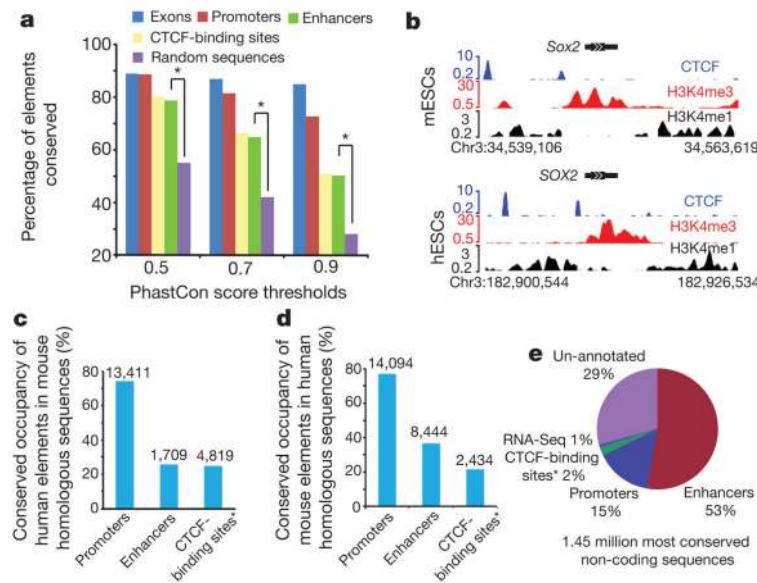 a
Exons Promoters Enhancers
CTCF-binding sites
Random sequences
Percentage of elements
conserved
100
80
60
40
20
*
*
*
0.5 0.7 0.9
PhastCon score thresholds
b
Sox2
mESCs
10
0.2
CTCF
30
0.5
H3K4me3
3
0.2
H3K4me1
Chr3:34,539,106 34,563,619
SOX2
hESCs
10
0.2
CTCF
30
0.5
H3K4me3
3
0.2
H3K4me1
Chr3:182,900,544 182,926,534
c
Conserved occupancy of
human elements in mouse
homologous sequences (%)
80
60
40
20
0
13,411
1,709
4,819
Promoters
Enhancers
CTCF-
binding sites*
d
Conserved occupancy of
mouse elements in human
homologous sequences (%)
80
60
40
20
0
14,094
8,444
2,434
Promoters
Enhancers
CTCF-
binding sites*
e
Un-annotated
29%
RNA-Seq 1%
CTCF-binding
sites* 2%
Promoters
15%
Enhancers
53%
1.45 million most conserved
non-coding sequences